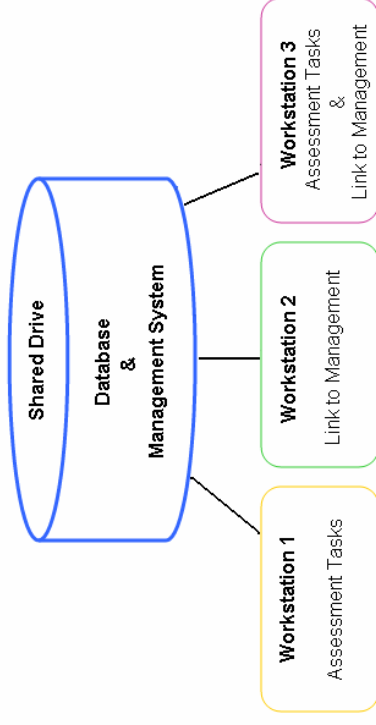 Shared Drive
Database
&
Management System
Workstation 1
Assessment Tasks
Workstation 2
Link to Management
Workstation 3
Assessment Tasks
&
Link to Management